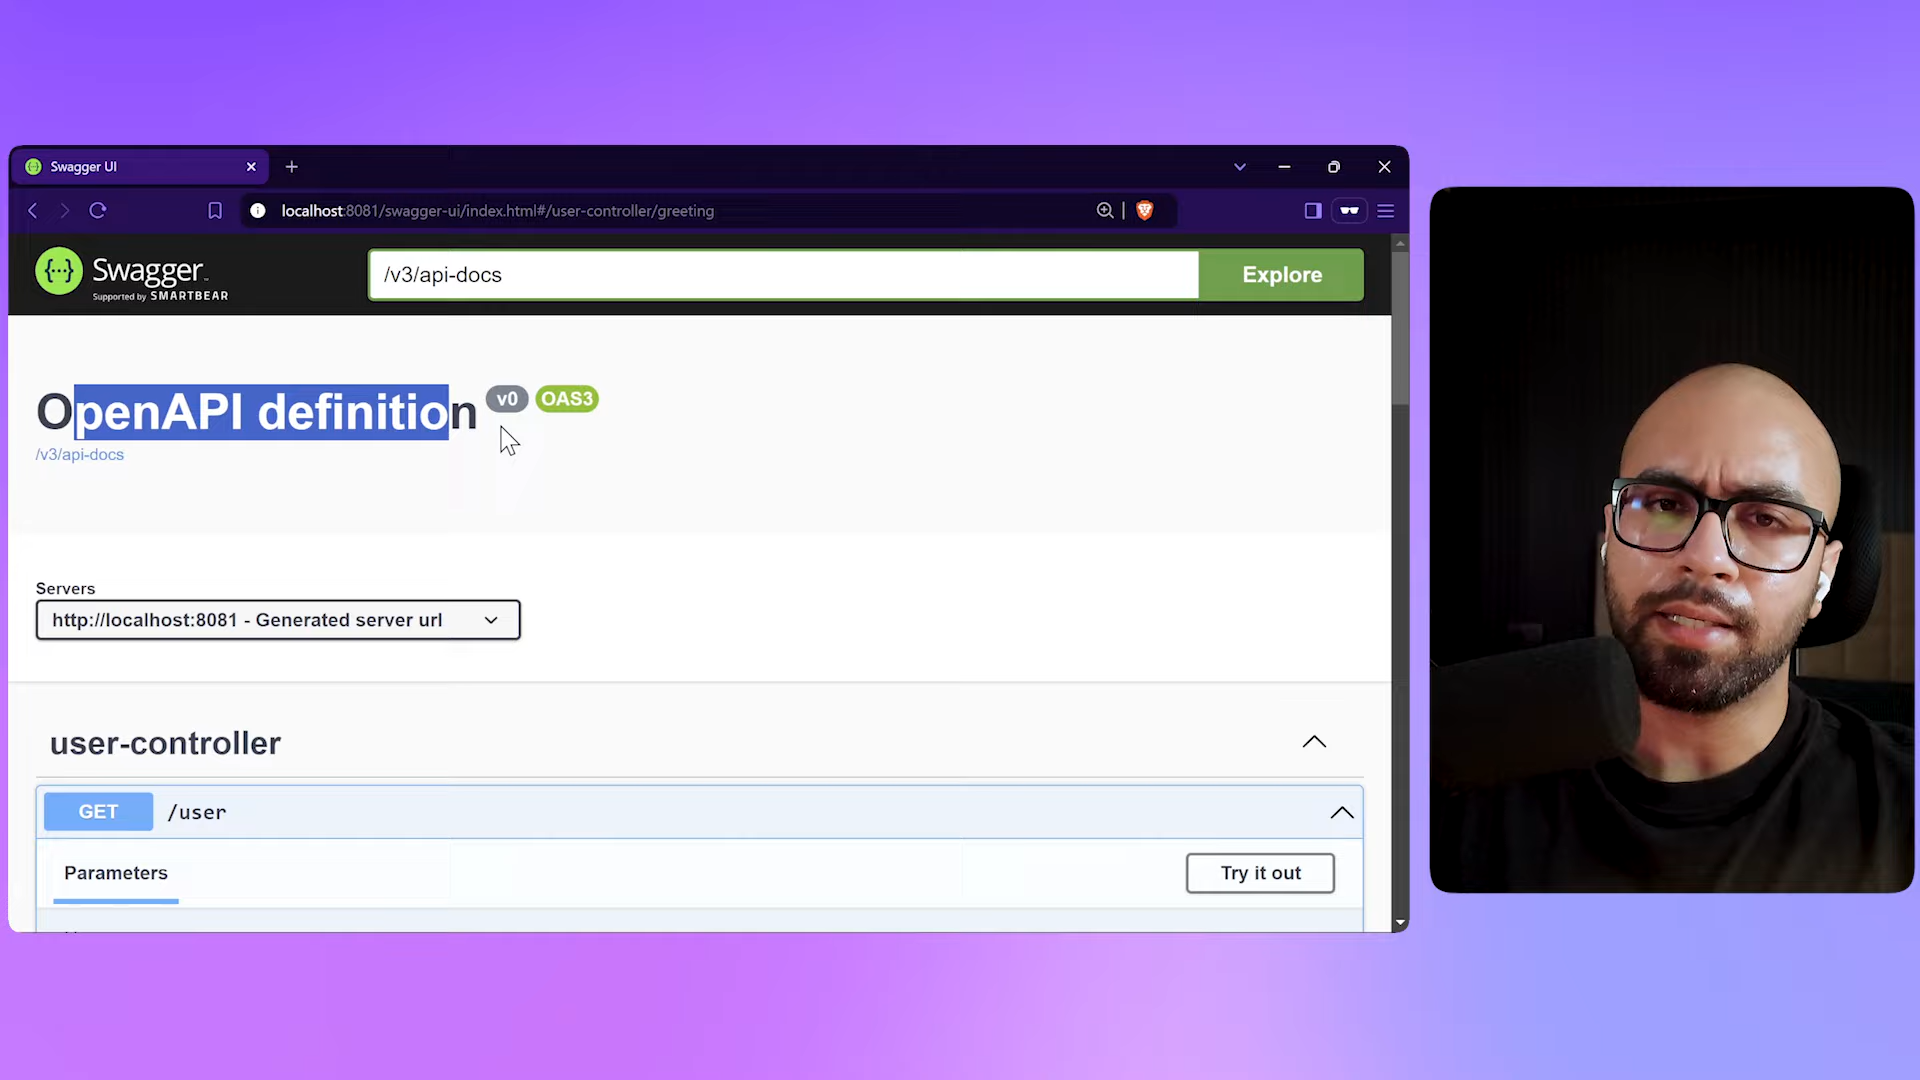 Swagger UI
localhost:8081/swagger-ui/index.html#/user-controller/greeting
Swagger
Supported by SMARTBEAR
/v3/api-docs
Explore
OpenAPI definition v0 OAS3
/v3/api-docs
Servers
http://localhost:8081 - Generated server url
user-controller
GET /user
Parameters
Try it out